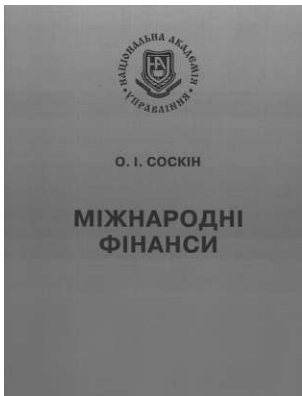 НАЦІОНАЛЬНА АКАДЕМІЯ
УПРАВЛІННЯ
О. І. СОСКІН
МІЖНАРОДНІ
ФІНАНСИ